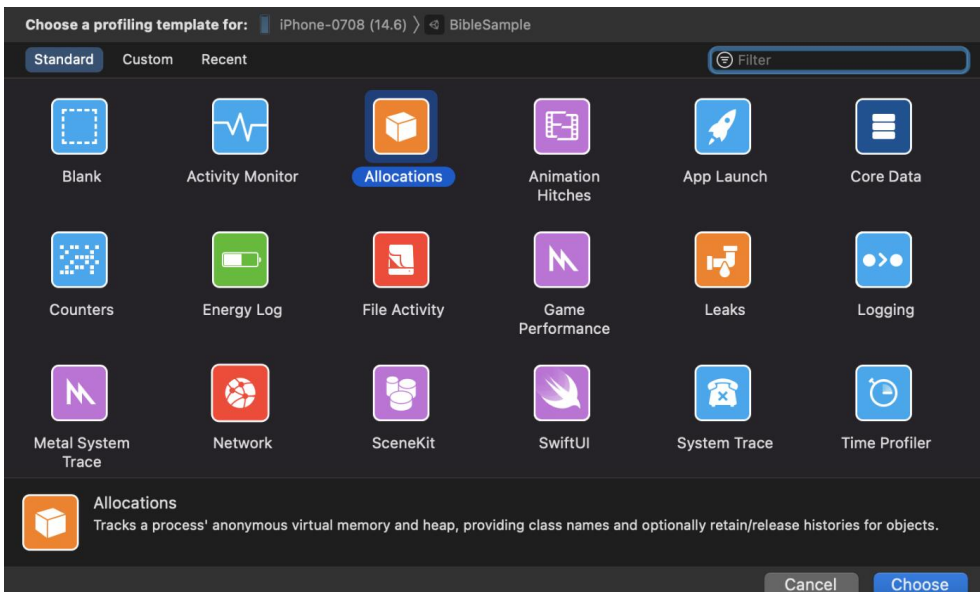 Choose a profiling template for: iPhone-0708 (14.6) 〉 BibleSample
Standard Custom Recent Filter
Blank Activity Monitor Allocations Animation Hitches App Launch Core Data
Counters Energy Log File Activity Game Performance Leaks Logging
Metal System Trace Network SceneKit SwiftUI System Trace Time Profiler
Allocations
Tracks a process' anonymous virtual memory and heap, providing class names and optionally retain/release histories for objects.
Cancel Choose